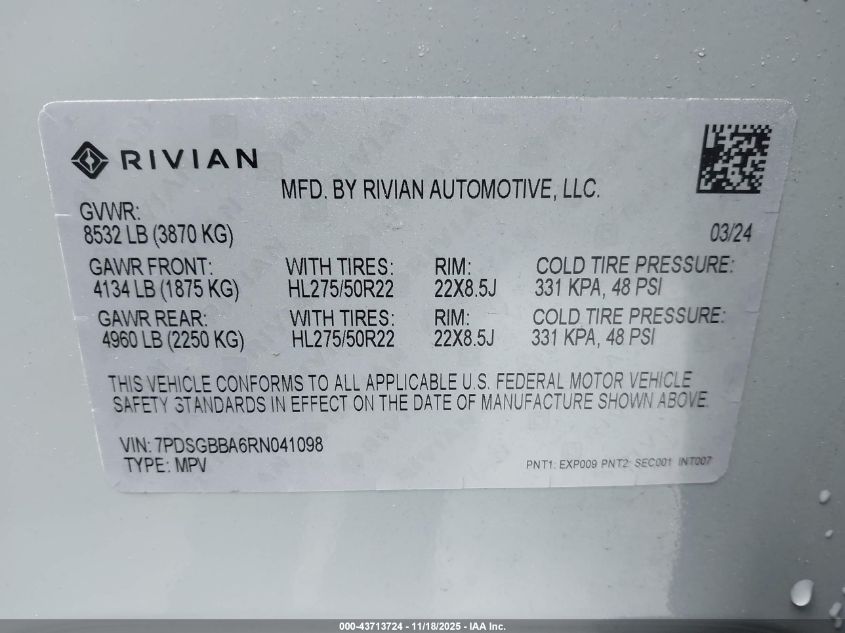 RIVIAN
MFD. BY RIVIAN AUTOMOTIVE, LLC.
GVWR:
8532 LB (3870 KG) 03/24
GAWR FRONT: WITH TIRES: RIM: COLD TIRE PRESSURE:
4134 LB (1875 KG) HL275/50R22 22X8.5J 331 KPA, 48 PSI
GAWR REAR: WITH TIRES: RIM: COLD TIRE PRESSURE:
4960 LB (2250 KG) HL275/50R22 22X8.5J 331 KPA, 48 PSI
THIS VEHICLE CONFORMS TO ALL APPLICABLE U.S. FEDERAL MOTOR VEHICLE
SAFETY STANDARDS IN EFFECT ON THE DATE OF MANUFACTURE SHOWN ABOVE.
VIN: 7PDSGBBA6RN041098
TYPE: MPV PNT1: EXP009 PNT2: SEC001 INT007
000-43713724 - 11/18/2025 - IAA Inc.